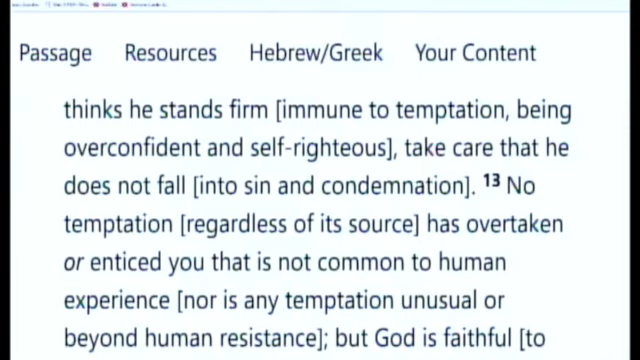 Passage Resources Hebrew/Greek Your Content
thinks he stands firm [immune to temptation, being
overconfident and self-righteous], take care that he
does not fall [into sin and condemnation]. 13 No
temptation [regardless of its source] has overtaken
or enticed you that is not common to human
experience [nor is any temptation unusual or
beyond human resistance]; but God is faithful [to